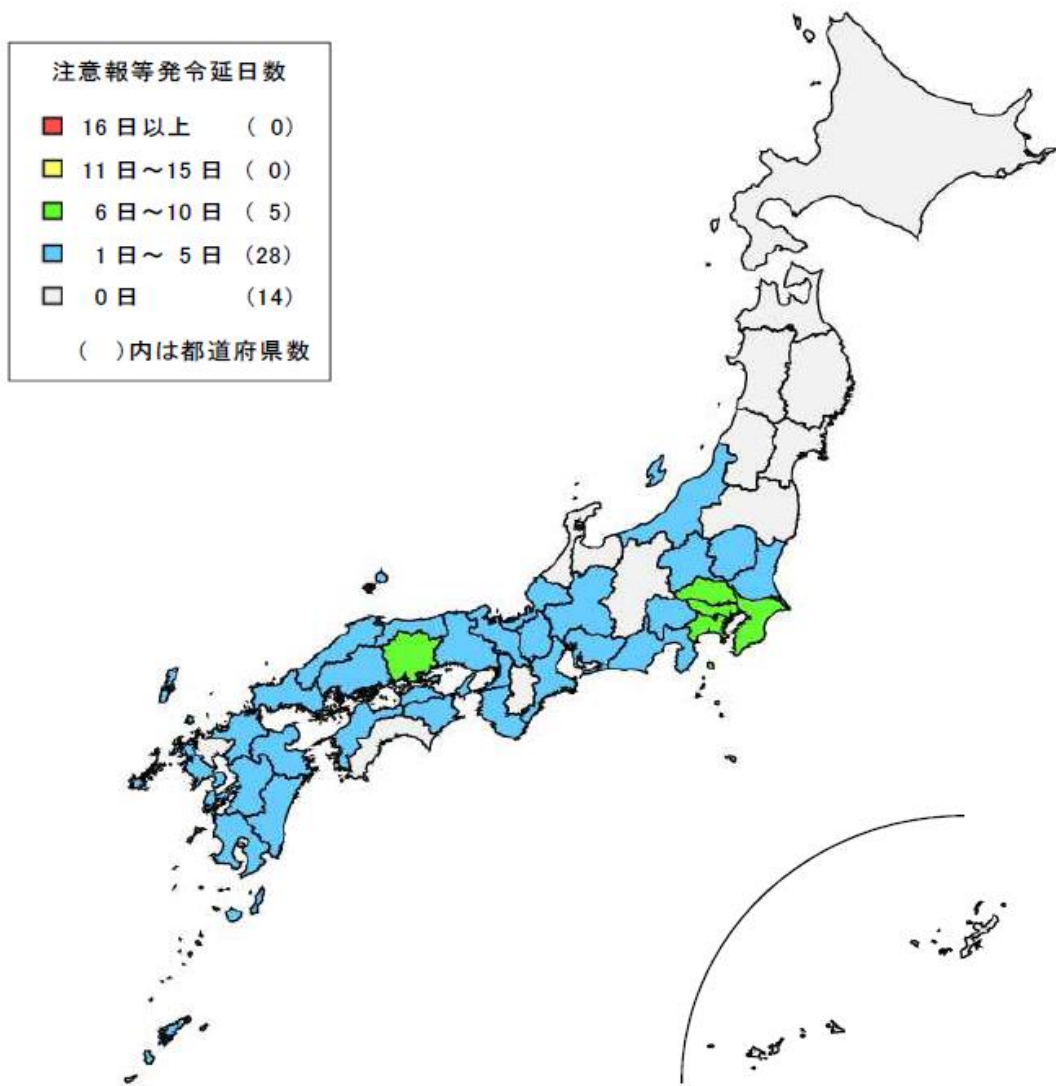 注意報等発令延日数
16 日以上 ( 0)
11 日～15 日 ( 0)
6 日～10 日 ( 5)
1 日～ 5 日 (28)
0 日 (14)
( )内は都道府県数